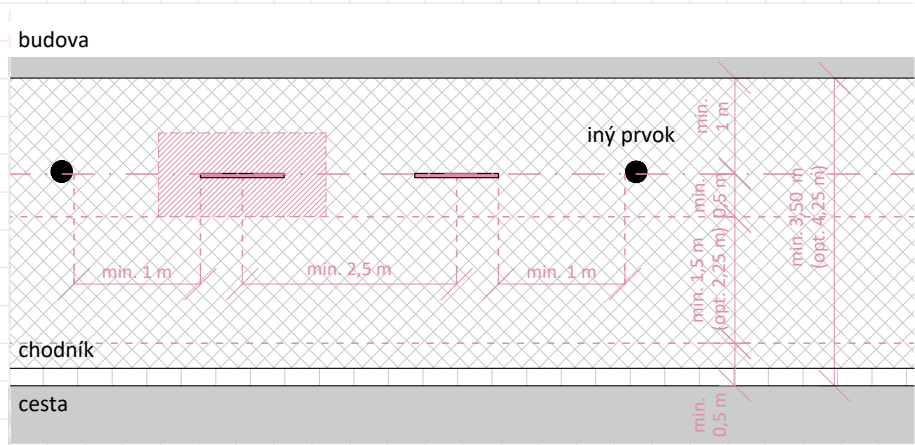 budova
iný prvok
min.
1 m
min.
0,5 m
min. 1,5 m
(opt. 2,25 m)
min. 3,50 m
(opt. 4,25 m)
min. 1 m
min. 2,5 m
min. 1 m
chodník
cesta
min.
0,5 m